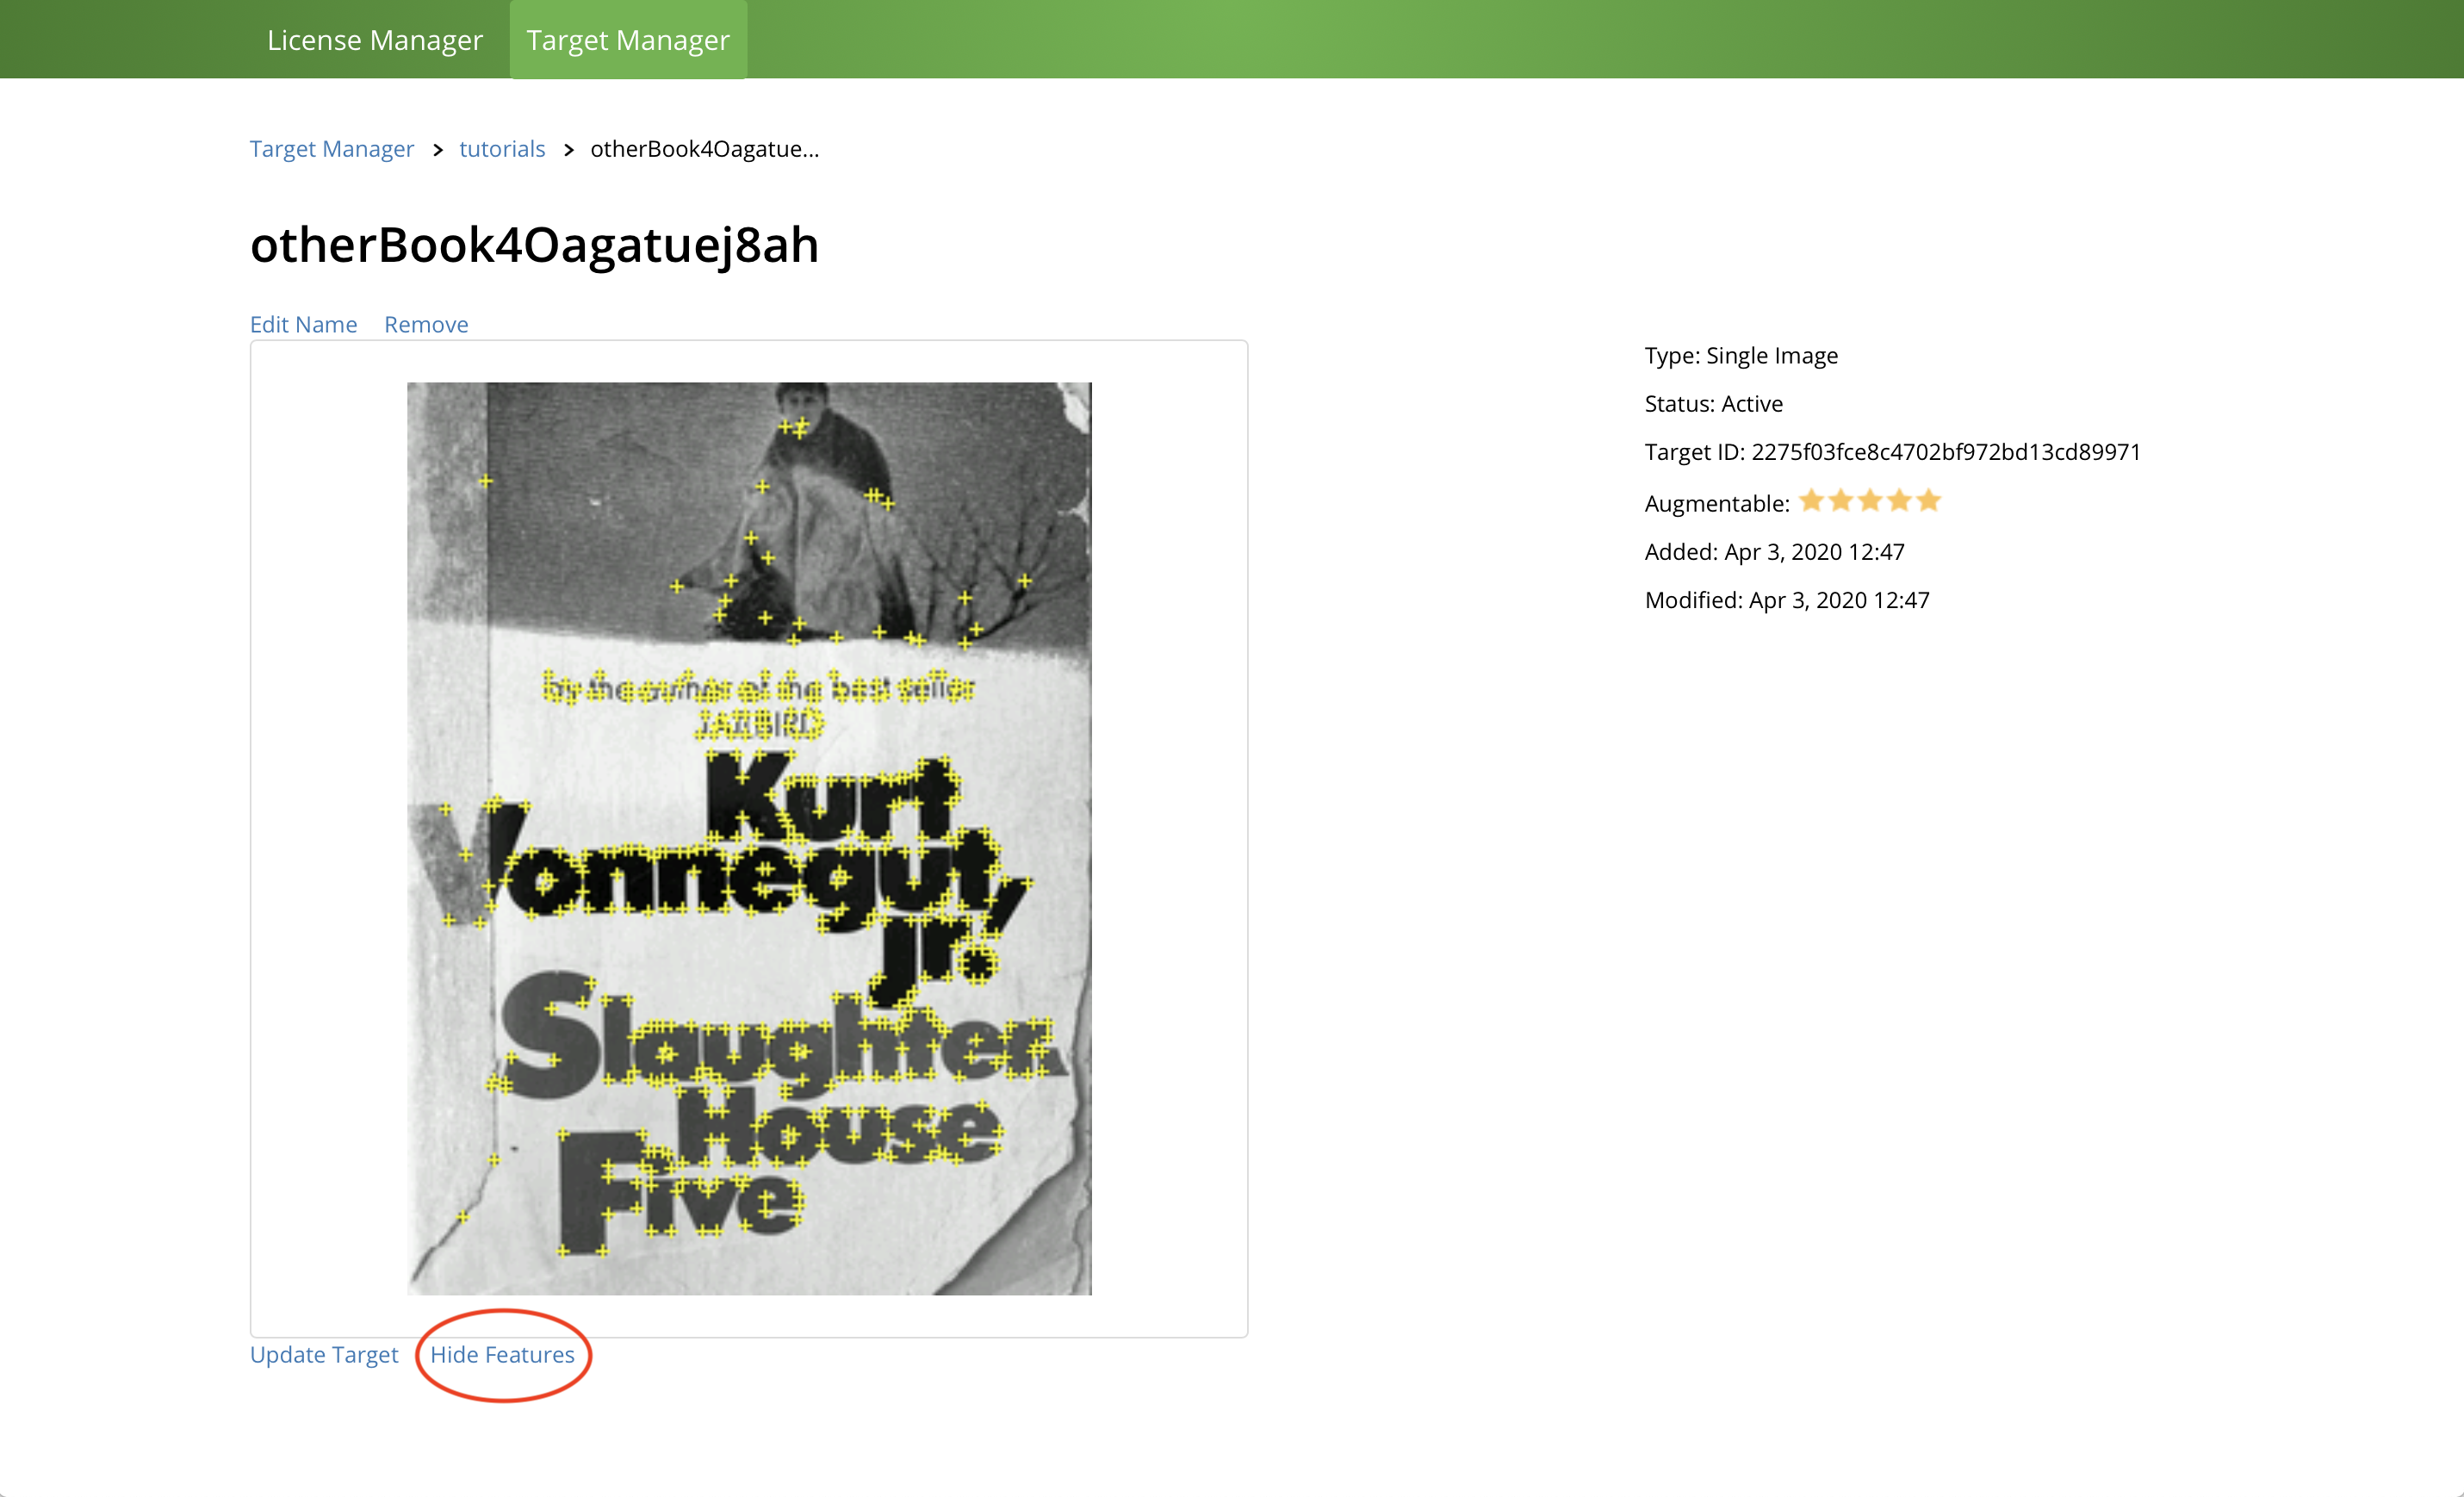 License Manager Target Manager
Target Manager > tutorials > otherBook4Oagatue...
otherBook4Oagatuej8ah
Edit Name Remove
by the author of the best seller
JAILBIRD
Kurt
Vonnegut,
jr.
Slaughter
House
Five
Update Target Hide Features
Type: Single Image
Status: Active
Target ID: 2275f03fce8c4702bf972bd13cd89971
Augmentable:
Added: Apr 3, 2020 12:47
Modified: Apr 3, 2020 12:47